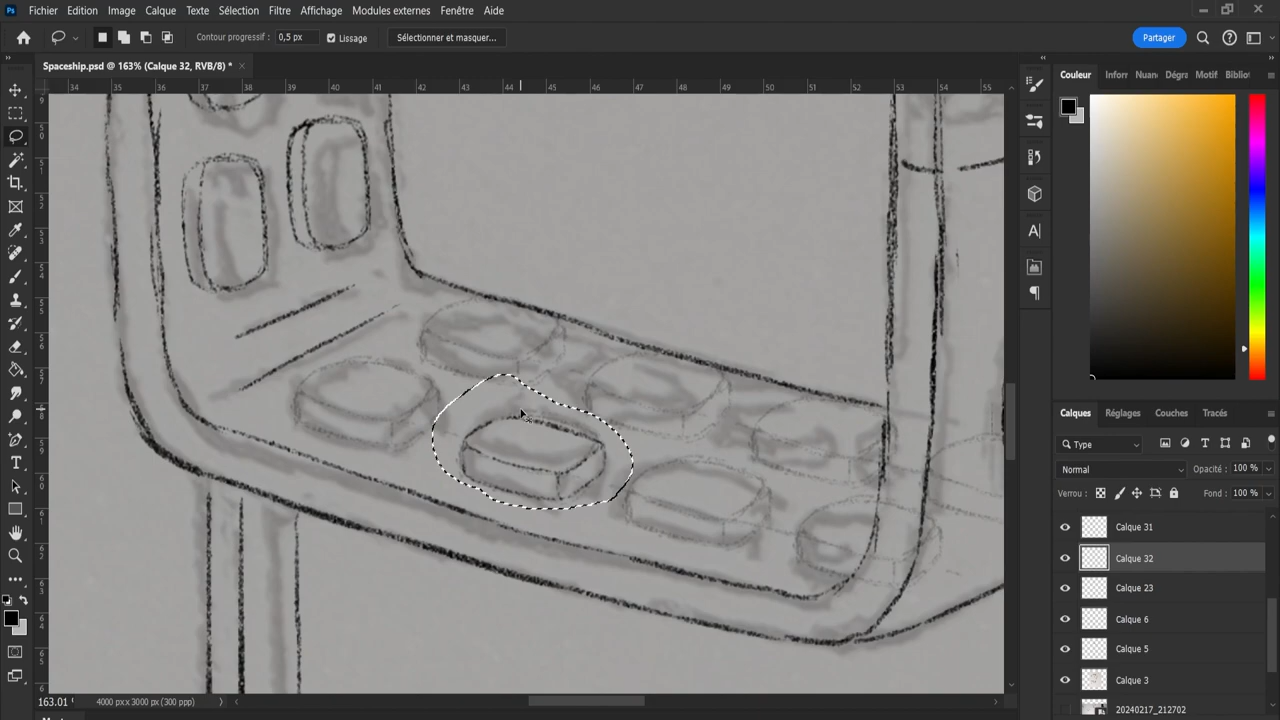 Ps Fichier Edition Image Calque Texte Sélection Filtre Affichage Modules externes Fenêtre Aide
Contour progressif : 0,5 px Lissage Sélectionner et masquer... Partager
Spaceship.psd @ 163% (Calque 32, RVB/8) *
34 35 36 37 38 39 40 41 42 43 44 45 46 47 48 49 50 51 52 53 54 55
Couleur Inforr Nuan Dégra Motif Bibliot
Calques Réglages Couches Tracés
Type
Normal Opacité : 100 %
Verrou : Fond : 100 %
Calque 31
Calque 32
Calque 23
Calque 6
Calque 5
Calque 3
20240217_212702
163.01 4000 px x 3000 px (300 ppp)